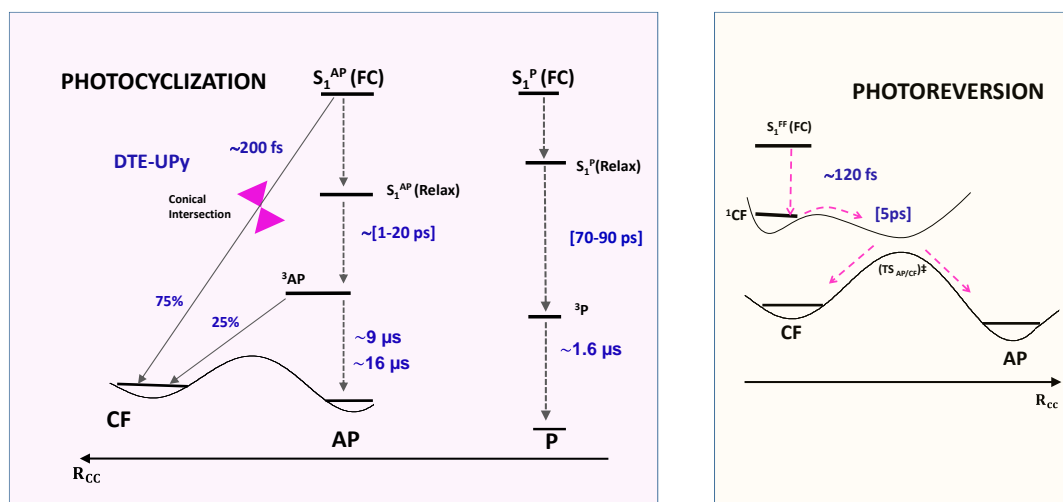 PHOTOCYCLIZATION
S₁ᴬᴾ (FC)
S₁ᴾ (FC)
DTE-UPy
~200 fs
Conical
Intersection
S₁ᴬᴾ (Relax)
S₁ᴾ (Relax)
~[1-20 ps]
[70-90 ps]
³AP
³P
75%
25%
~9 µs
~16 µs
~1.6 µs
CF
AP
P
R_CC
PHOTOREVERSION
S₁ᶠᶠ (FC)
~120 fs
¹CF
[5ps]
(TS AP/CF)‡
CF
AP
R_CC